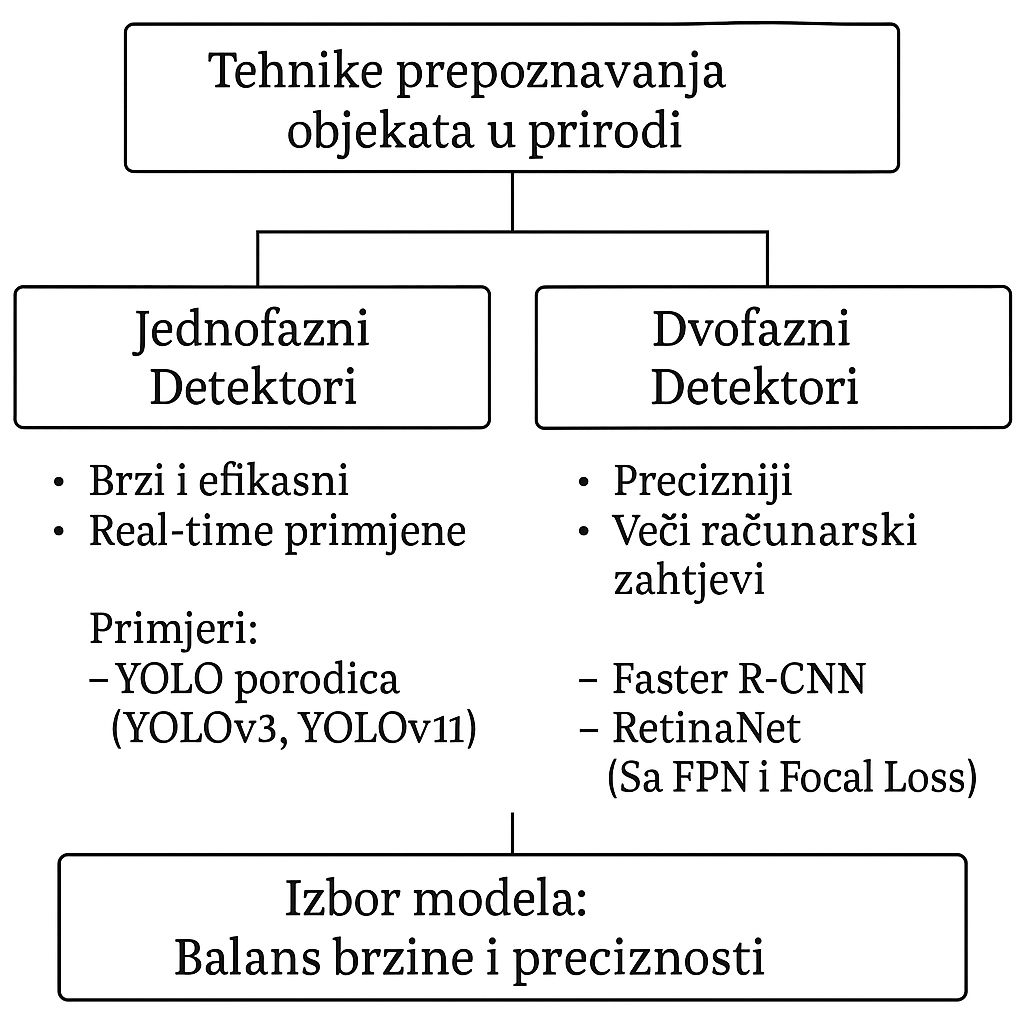 Tehnike prepoznavanja
objekata u prirodi
Jednofazni
Detektori
• Brzi i efikasni
• Real-time primjene
Primjeri:
– YOLO porodica
(YOLOv3, YOLOv11)
Dvofazni
Detektori
• Precizniji
• Veči računarski
zahtjevi
– Faster R-CNN
– RetinaNet
(Sa FPN i Focal Loss)
Izbor modela:
Balans brzine i preciznosti